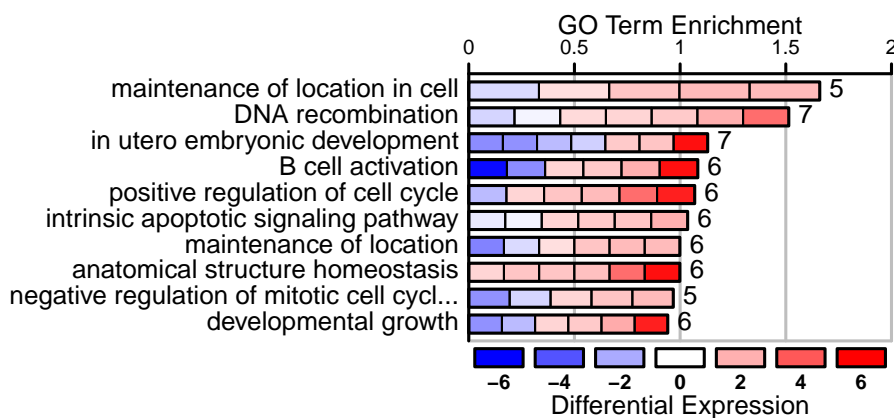 GO Term Enrichment
0 0.5 1 1.5 2
maintenance of location in cell 5
DNA recombination 7
in utero embryonic development 7
B cell activation 6
positive regulation of cell cycle 6
intrinsic apoptotic signaling pathway 6
maintenance of location 6
anatomical structure homeostasis 6
negative regulation of mitotic cell cycl... 5
developmental growth 6
−6 −4 −2 0 2 4 6
Differential Expression